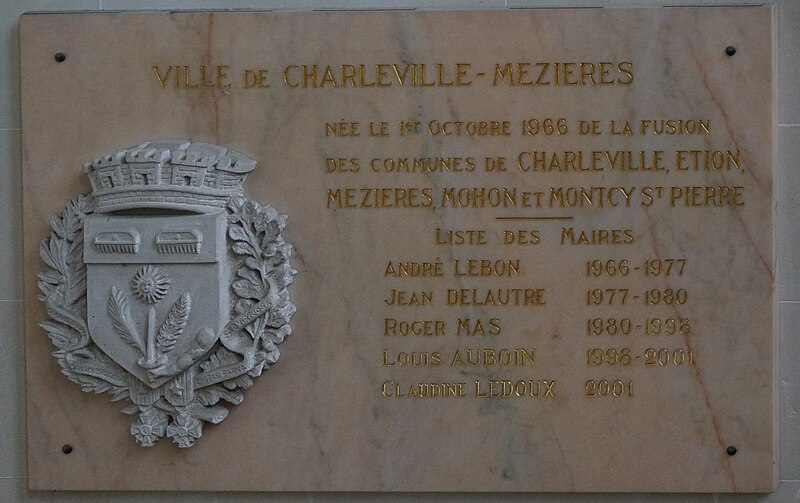 VILLE DE CHARLEVILLE-MEZIERES
NÉE LE 1er OCTOBRE 1966 DE LA FUSION
DES COMMUNES DE CHARLEVILLE, ETION,
MEZIERES, MOHON ET MONTCY ST PIERRE
LISTE DES MAIRES
ANDRÉ LEBON 1966-1977
JEAN DELAUTRE 1977-1980
ROGER MAS 1980-1998
LOUIS AUBOIN 1998-2001
CLAUDINE LEDOUX 2001